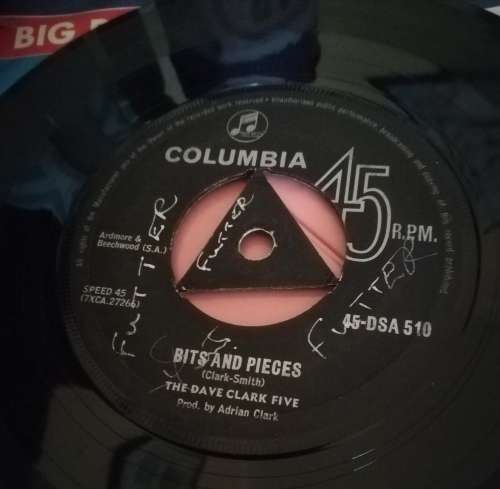 BIG
COLUMBIA
45
R.P.M.
Ardmore &
Beechwood (S.A.)
SPEED 45
(7XCA.27266)
45-DSA 510
FUTTER
FUTTER
FUTTER
BITS AND PIECES
(Clark-Smith)
THE DAVE CLARK FIVE
Prod. by Adrian Clark